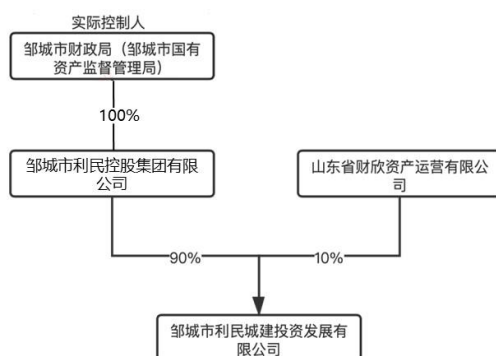 实际控制人
邹城市财政局（邹城市国有
资产监督管理局）
100%
邹城市利民控股集团有限
公司
山东省财欣资产运营有限公
司
90%
10%
邹城市利民城建投资发展有
限公司